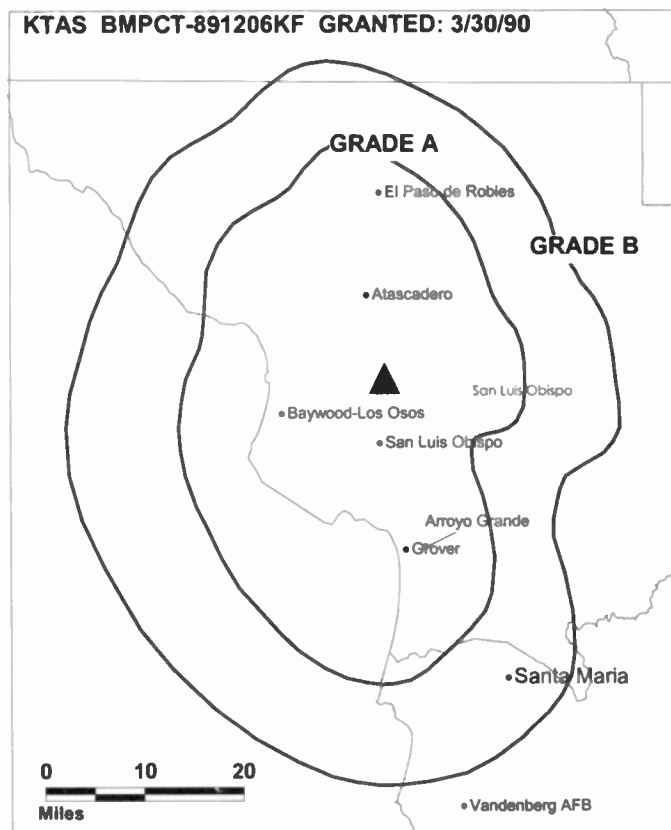 KTAS BMPCT-891206KF GRANTED: 3/30/90
GRADE A
El Paso de Robles
GRADE B
Atascadero
San Luis Obispo
Baywood-Los Osos
San Luis Obispo
Arroyo Grande
Grover
Santa Maria
0 10 20
Miles
Vandenberg AFB